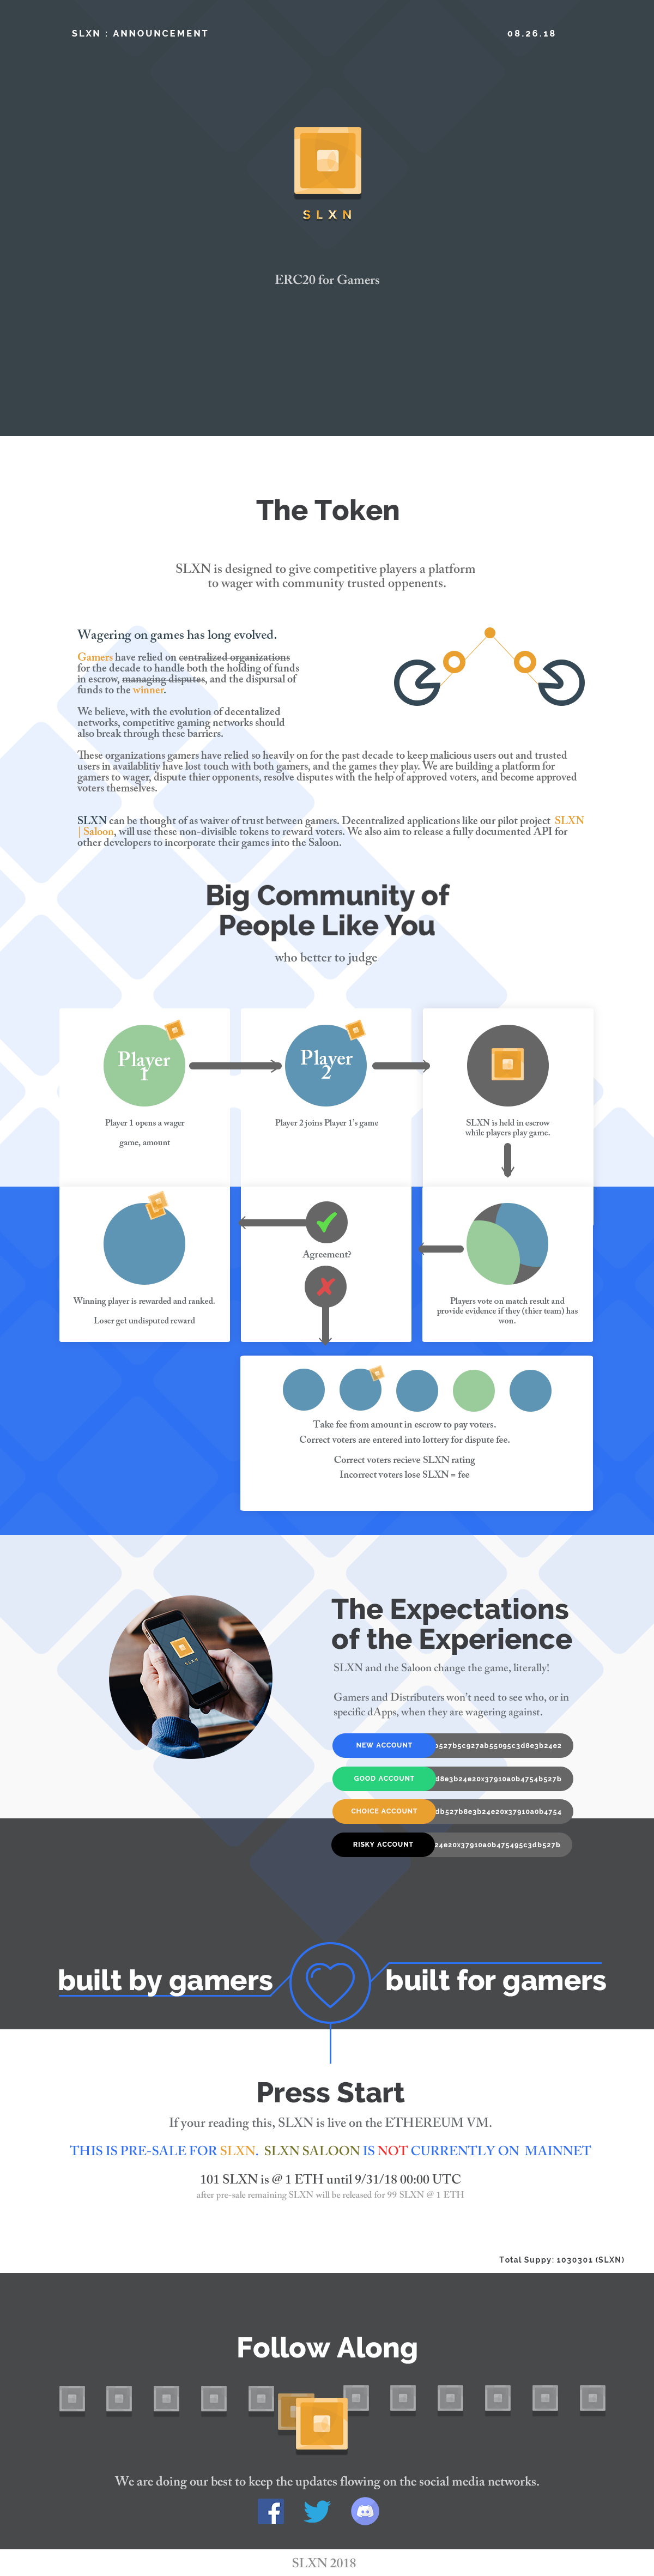 SLXN : ANNOUNCEMENT
08.26.18
SLXN
ERC20 for Gamers
The Token
SLXN is designed to give competitive players a platform
to wager with community trusted oppenents.
Wagering on games has long evolved.
Gamers have relied on centralized organizations
for the decade to handle both the holding of funds
in escrow, managing disputes, and the dispursal of
funds to the winner.
We believe, with the evolution of decentalized
networks, competitive gaming networks should
also break through these barriers.
These organizations gamers have relied so heavily on for the past decade to keep malicious users out and trusted
users in availablitiy have lost touch with both gamers, and the games they play. We are building a platform for
gamers to wager, dispute thier opponents, resolve disputes with the help of approved voters, and become approved
voters themselves.
SLXN can be thought of as waiver of trust between gamers. Decentralized applications like our pilot project SLXN
| Saloon, will use these non-divisible tokens to reward voters. We also aim to release a fully documented API for
other developers to incorporate their games into the Saloon.
Big Community of
People Like You
who better to judge
Player
1
Player 1 opens a wager
game, amount
Player
2
Player 2 joins Player 1's game
SLXN is held in escrow
while players play game.
Winning player is rewarded and ranked.
Loser get undisputed reward
Agreement?
Players vote on match result and
provide evidence if they (thier team) has
won.
Take fee from amount in escrow to pay voters.
Correct voters are entered into lottery for dispute fee.
Correct voters recieve SLXN rating
Incorrect voters lose SLXN = fee
SLXN
The Expectations
of the Experience
SLXN and the Saloon change the game, literally!
Gamers and Distributers won't need to see who, or in
specific dApps, when they are wagering against.
NEW ACCOUNT
b527b5c927ab55095c3d8e3b24e2
GOOD ACCOUNT
d8e3b24e20x37910a0b4754b527b
CHOICE ACCOUNT
db527b8e3b24e20x37910a0b4754
RISKY ACCOUNT
24e20x37910a0b475495c3db527b
built by gamers
built for gamers
Press Start
If your reading this, SLXN is live on the ETHEREUM VM.
THIS IS PRE-SALE FOR SLXN. SLXN SALOON IS NOT CURRENTLY ON MAINNET
101 SLXN is @ 1 ETH until 9/31/18 00:00 UTC
after pre-sale remaining SLXN will be released for 99 SLXN @ 1 ETH
Total Suppy: 1030301 (SLXN)
Follow Along
We are doing our best to keep the updates flowing on the social media networks.
SLXN 2018